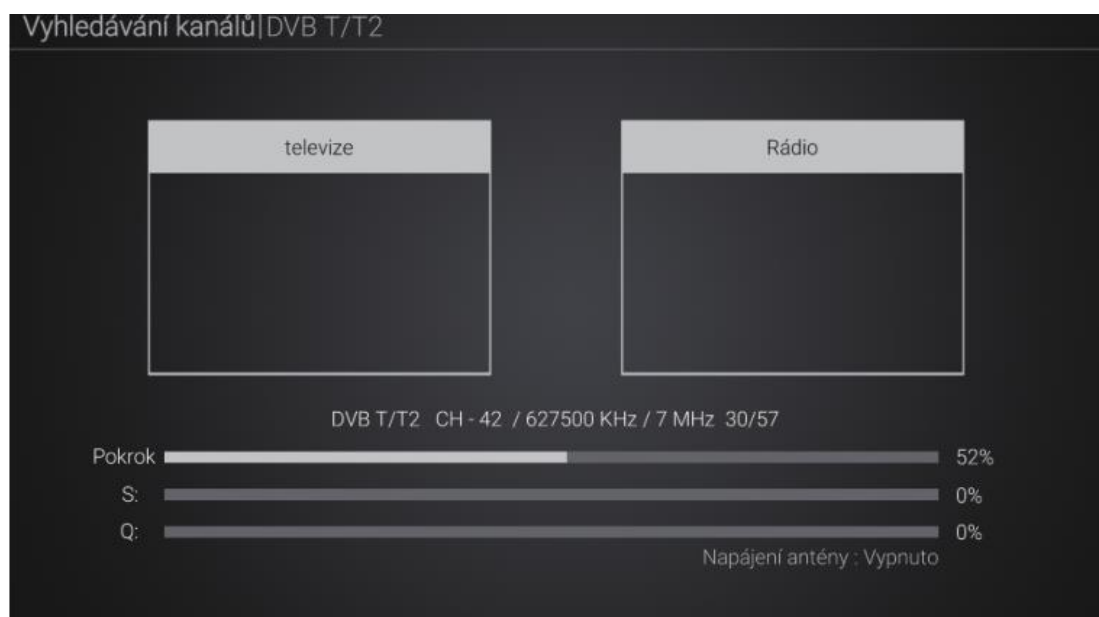 Vyhledávání kanálů|DVB T/T2
televize
Rádio
DVB T/T2 CH - 42 / 627500 KHz / 7 MHz 30/57
Pokrok 52%
S: 0%
Q: 0%
Napájení antény : Vypnuto